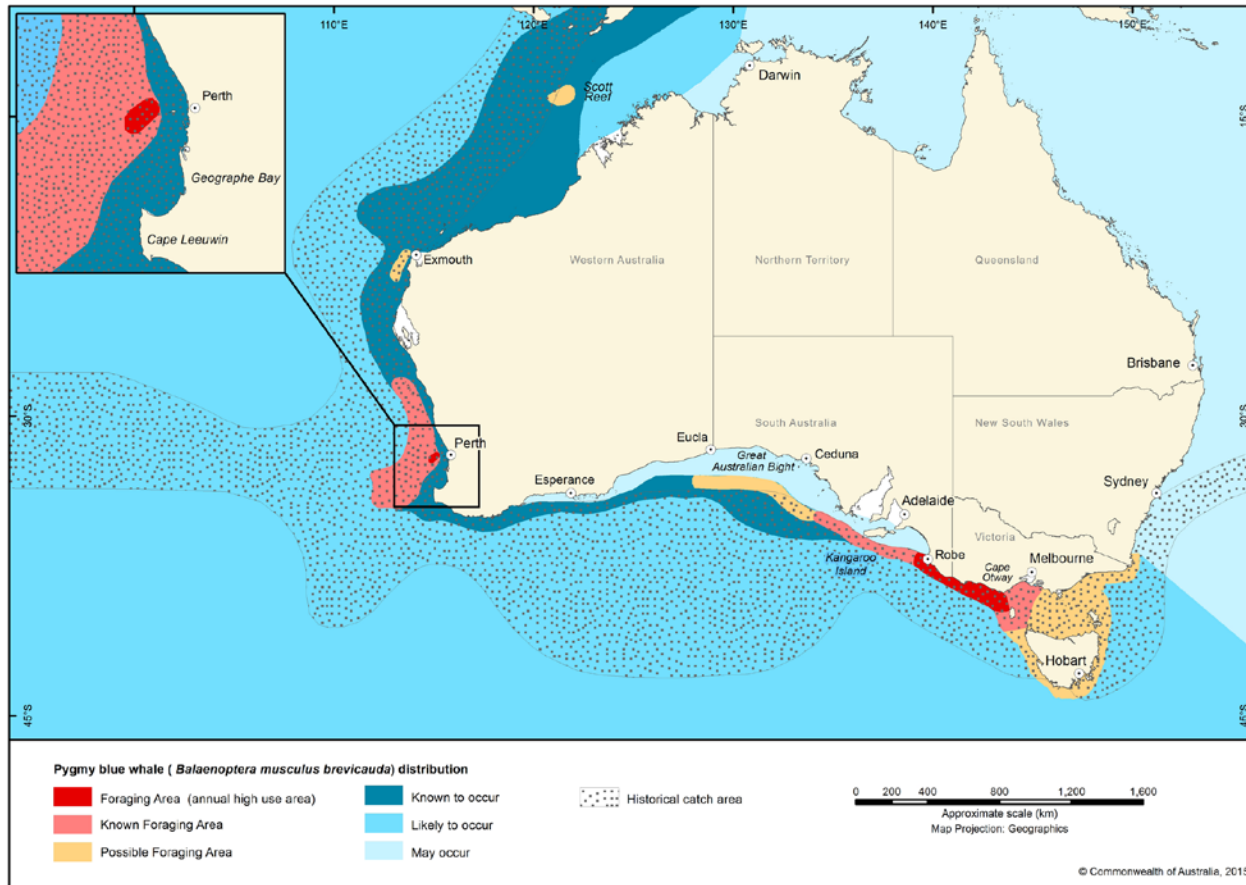 110°E
120°E
130°E
140°E
150°E
Perth
Geographe Bay
Cape Leeuwin
Scott
Reef
Darwin
15°S
Exmouth
Western Australia
Northern Territory
Queensland
Brisbane
30°S
30°S
South Australia
New South Wales
Perth
Eucla
Great
Australian Bight
Ceduna
Esperance
Sydney
Adelaide
Victoria
Kangaroo
Island
Robe
Cape
Otway
Melbourne
Hobart
45°S
45°S
Pygmy blue whale ( Balaenoptera musculus brevicauda) distribution
Foraging Area (annual high use area)
Known Foraging Area
Possible Foraging Area
Known to occur
Likely to occur
May occur
Historical catch area
0 200 400 800 1,200 1,600
Approximate scale (km)
Map Projection: Geographics
© Commonwealth of Australia, 2015